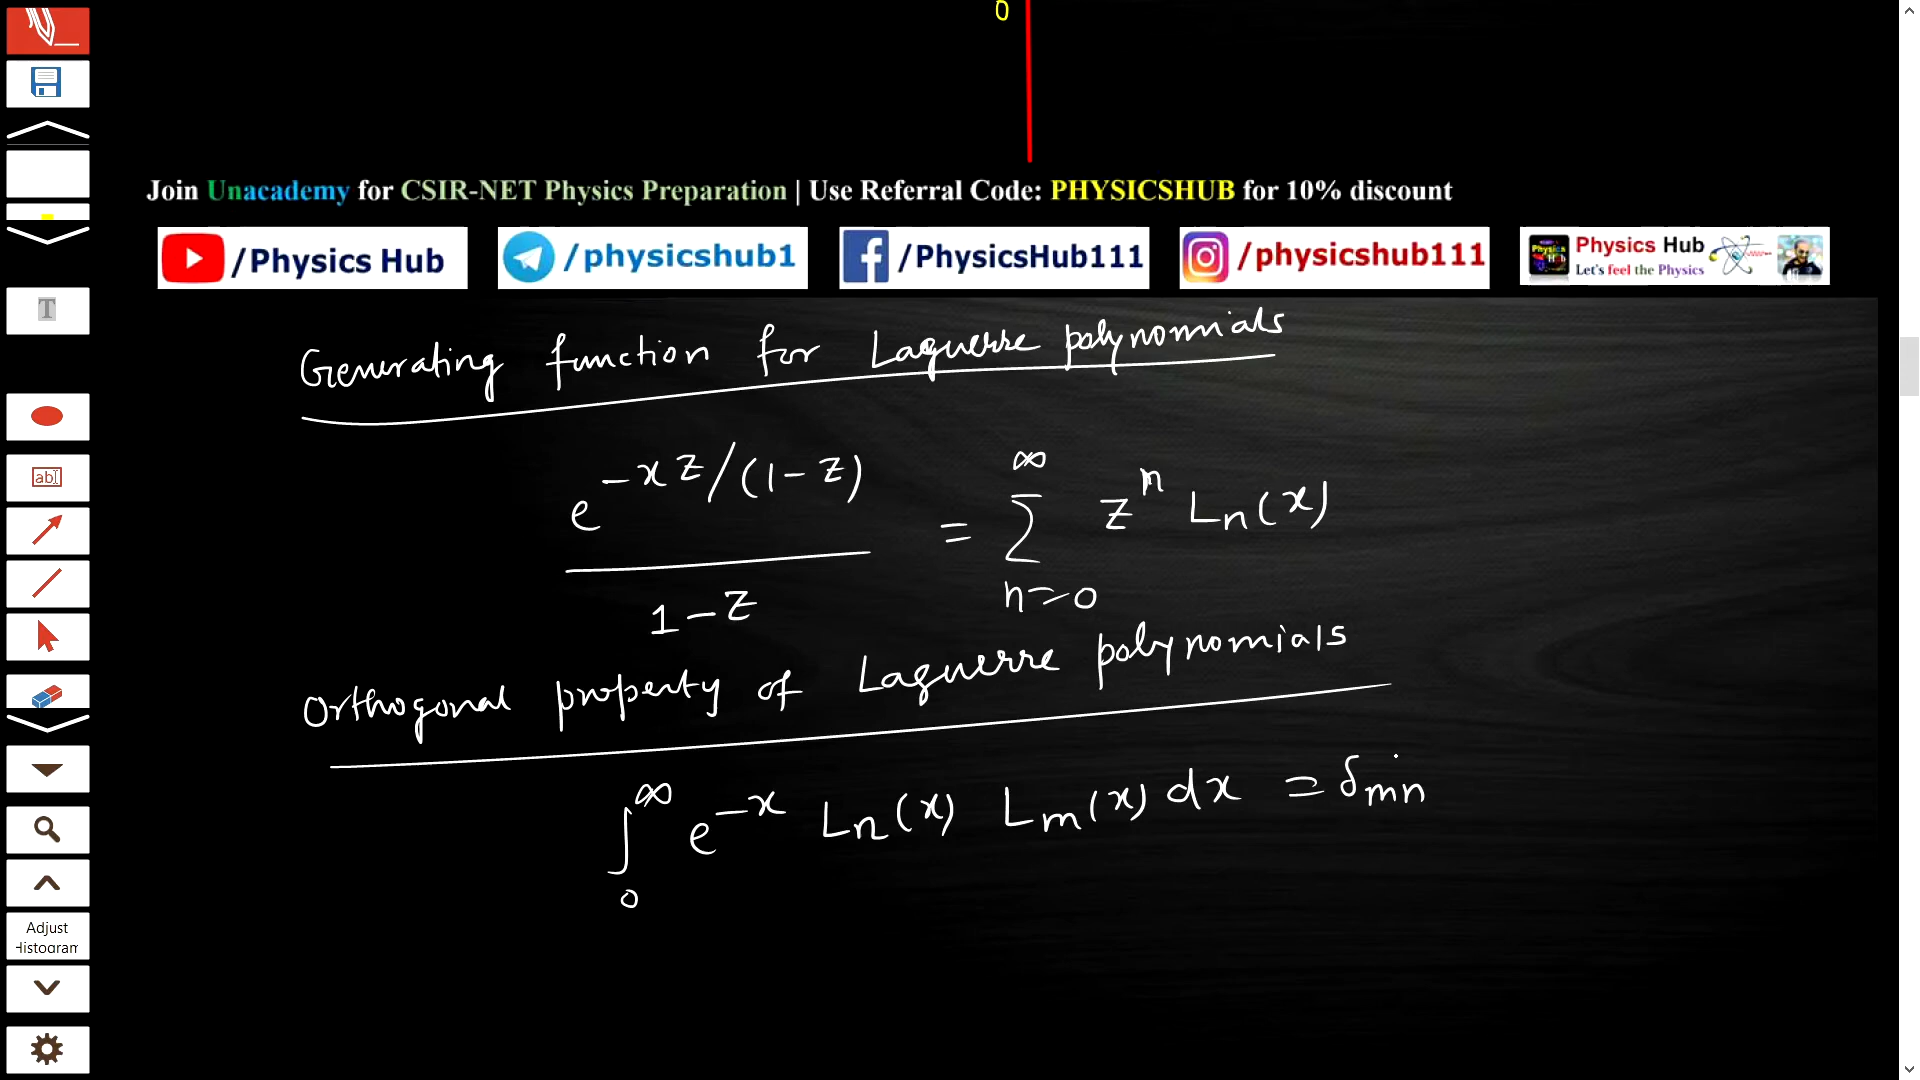 0
Join Unacademy for CSIR-NET Physics Preparation | Use Referral Code: PHYSICSHUB for 10% discount
/Physics Hub /physicshub1 /PhysicsHub111 /physicshub111 Physics Hub
Let's feel the Physics
T
Generating function for Laguerre polynomials
ab
e^{-xz/(1-z)} / (1-z) = ∑_{n=0}^{∞} z^n Ln(x)
Orthogonal property of Laguerre polynomials
∫_0^∞ e^{-x} Ln(x) Lm(x) dx = δmn
Adjust
Histogram